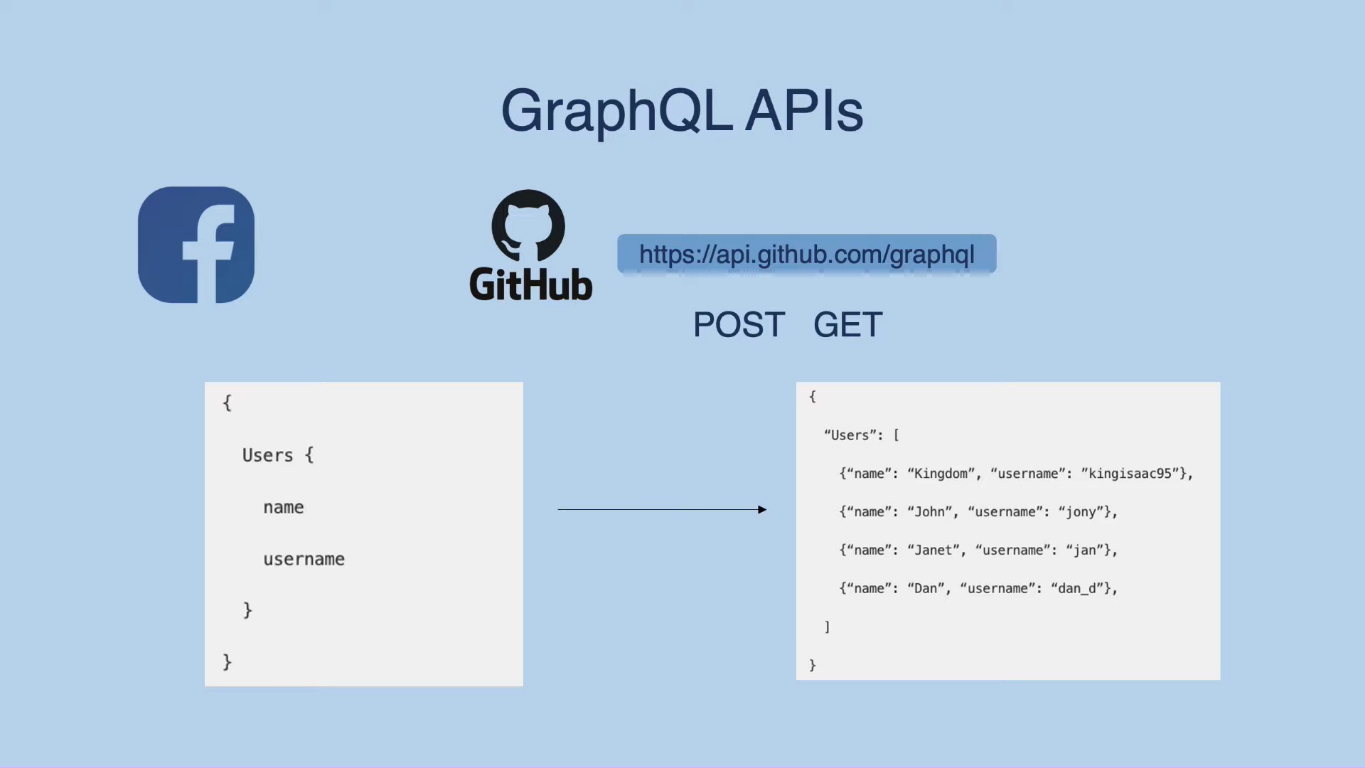 GraphQL APIs
f
GitHub
https://api.github.com/graphql
POST GET
{
Users {
name
username
}
}
{
“Users”: [
{“name”: “Kingdom”, “username”: ”kingisaac95”},
{“name”: “John”, “username”: “jony”},
{“name”: “Janet”, “username”: “jan”},
{“name”: “Dan”, “username”: “dan_d”},
]
}